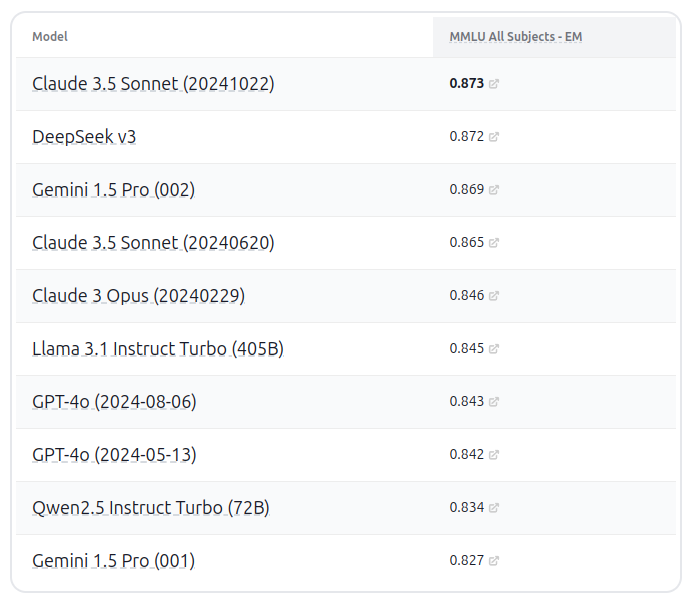 Model MMLU All Subjects - EM
Claude 3.5 Sonnet (20241022) 0.873
DeepSeek v3 0.872
Gemini 1.5 Pro (002) 0.869
Claude 3.5 Sonnet (20240620) 0.865
Claude 3 Opus (20240229) 0.846
Llama 3.1 Instruct Turbo (405B) 0.845
GPT-4o (2024-08-06) 0.843
GPT-4o (2024-05-13) 0.842
Qwen2.5 Instruct Turbo (72B) 0.834
Gemini 1.5 Pro (001) 0.827